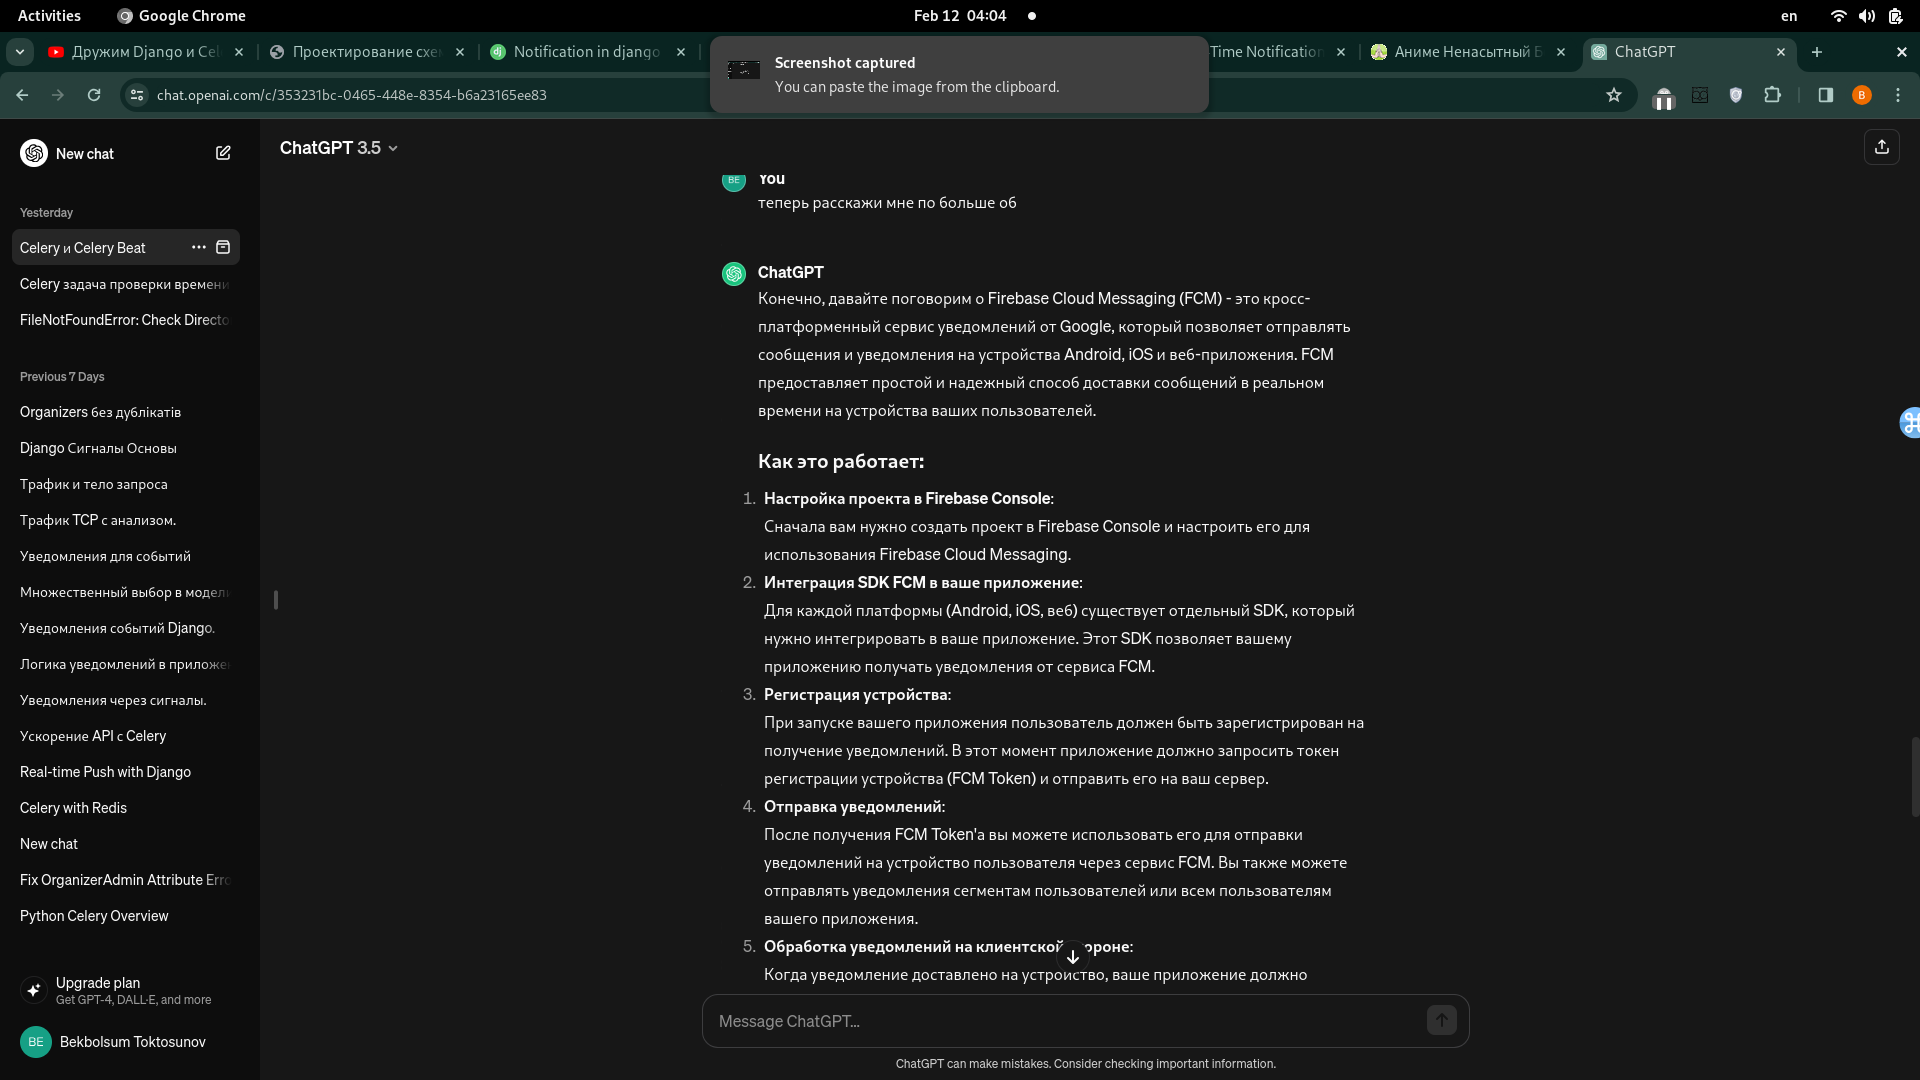 Activities
Google Chrome
Feb 12 04:04
en
Дружим Django и Cel
Проектирование схе
Notification in django
Time Notification
Аниме Ненасытный Б
ChatGPT
Screenshot captured
You can paste the image from the clipboard.
chat.openai.com/c/353231bc-0465-448e-8354-b6a23165ee83
B
New chat
Yesterday
Celery и Celery Beat
Celery задача проверки времени
FileNotFoundError: Check Directo
Previous 7 Days
Organizers без дублікатів
Django Сигналы Основы
Трафик и тело запроса
Трафик TCP с анализом.
Уведомления для событий
Множественный выбор в модели
Уведомления событий Django.
Логика уведомлений в приложен
Уведомления через сигналы.
Ускорение API с Celery
Real-time Push with Django
Celery with Redis
New chat
Fix OrganizerAdmin Attribute Erro
Python Celery Overview
Upgrade plan
Get GPT-4, DALL·E, and more
BE
Bekbolsum Toktosunov
ChatGPT 3.5
BE
You
теперь расскажи мне по больше об
ChatGPT
Конечно, давайте поговорим о Firebase Cloud Messaging (FCM) - это кросс-
платформенный сервис уведомлений от Google, который позволяет отправлять
сообщения и уведомления на устройства Android, iOS и веб-приложения. FCM
предоставляет простой и надежный способ доставки сообщений в реальном
времени на устройства ваших пользователей.
Как это работает:
1. Настройка проекта в Firebase Console:
Сначала вам нужно создать проект в Firebase Console и настроить его для
использования Firebase Cloud Messaging.
2. Интеграция SDK FCM в ваше приложение:
Для каждой платформы (Android, iOS, веб) существует отдельный SDK, который
нужно интегрировать в ваше приложение. Этот SDK позволяет вашему
приложению получать уведомления от сервиса FCM.
3. Регистрация устройства:
При запуске вашего приложения пользователь должен быть зарегистрирован на
получение уведомлений. В этот момент приложение должно запросить токен
регистрации устройства (FCM Token) и отправить его на ваш сервер.
4. Отправка уведомлений:
После получения FCM Token'а вы можете использовать его для отправки
уведомлений на устройство пользователя через сервис FCM. Вы также можете
отправлять уведомления сегментам пользователей или всем пользователям
вашего приложения.
5. Обработка уведомлений на клиентской ороне:
Когда уведомление доставлено на устройство, ваше приложение должно
Message ChatGPT...
ChatGPT can make mistakes. Consider checking important information.